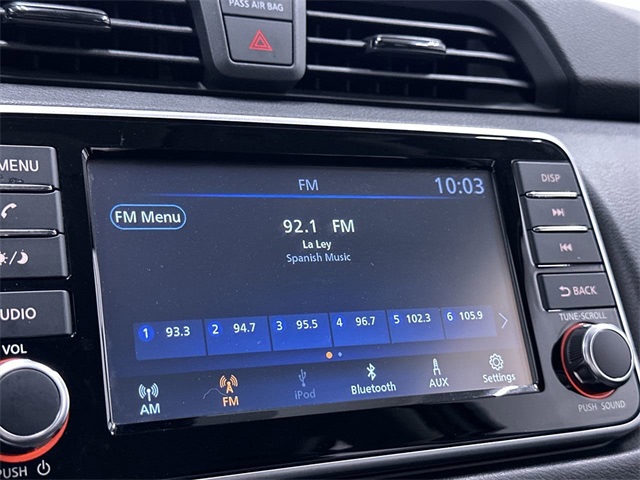 PASS AIR BAG
FM
10:03
FM Menu
92.1 FM
La Ley
Spanish Music
1 93.3
2 94.7
3 95.5
4 96.7
5 102.3
6 105.9
AM
FM
iPod
Bluetooth
AUX
Settings
MENU
AUDIO
VOL
PUSH
DISP
BACK
TUNE-SCROLL
PUSH SOUND